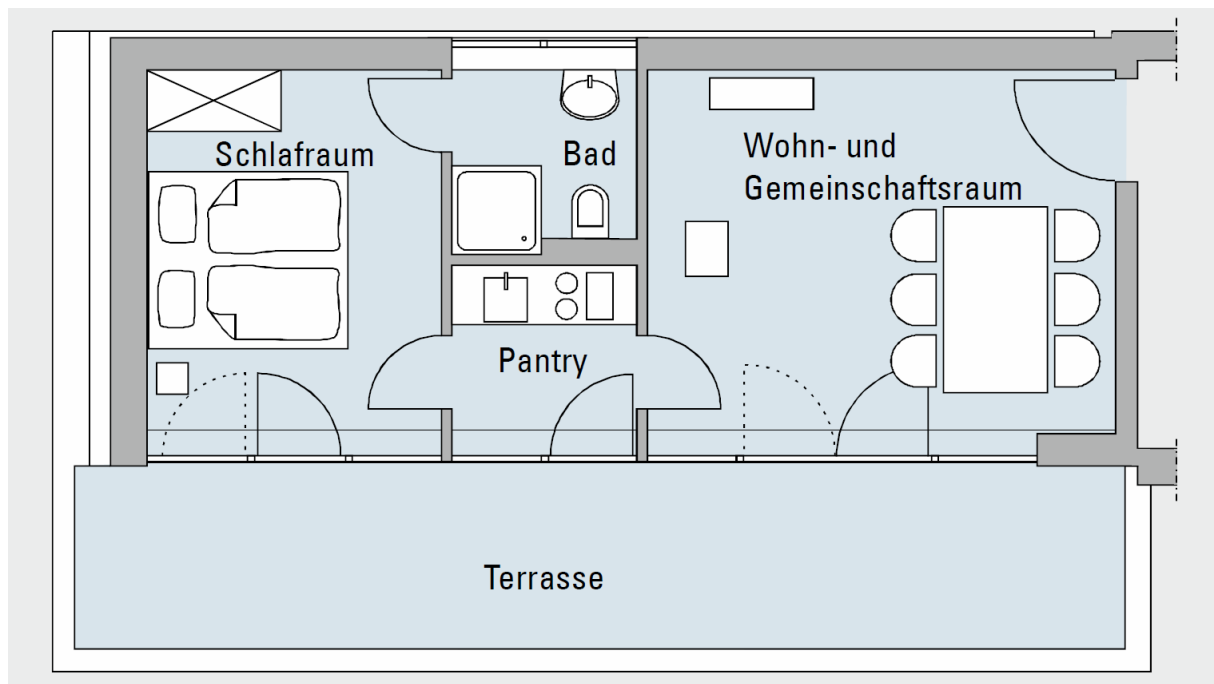 Schlafraum
Bad
Wohn- und
Gemeinschaftsraum
Pantry
Terrasse